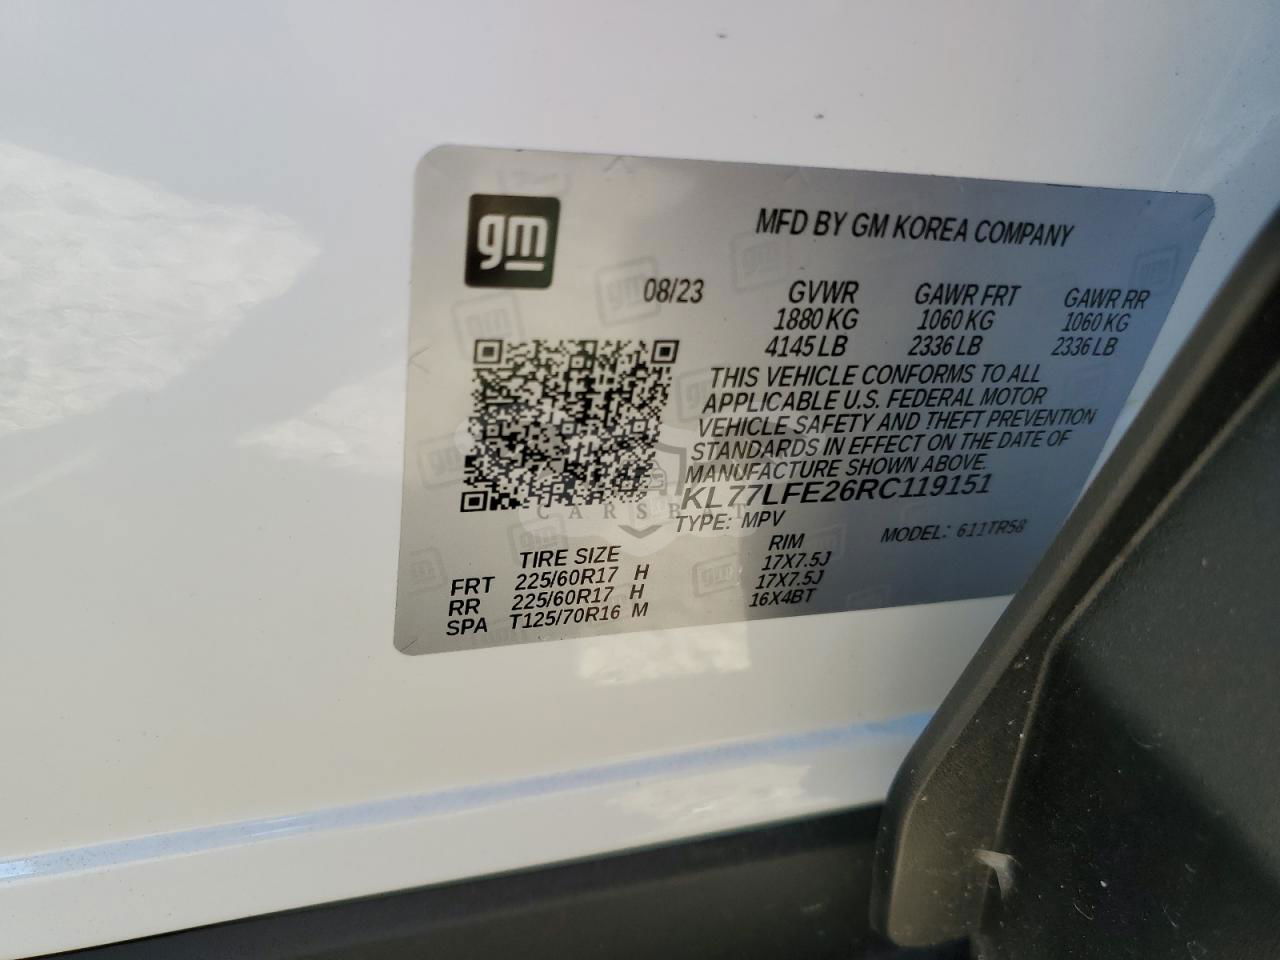 gm
MFD BY GM KOREA COMPANY
08/23 GVWR GAWR FRT GAWR RR
1880 KG 1060 KG 1060 KG
4145 LB 2336 LB 2336 LB
THIS VEHICLE CONFORMS TO ALL
APPLICABLE U.S. FEDERAL MOTOR
VEHICLE SAFETY AND THEFT PREVENTION
STANDARDS IN EFFECT ON THE DATE OF
MANUFACTURE SHOWN ABOVE.
KL77LFE26RC119151
CARSBAT
TYPE: MPV MODEL: 611TR58
TIRE SIZE RIM
FRT 225/60R17 H 17X7.5J
RR 225/60R17 H 17X7.5J
SPA T125/70R16 M 16X4BT